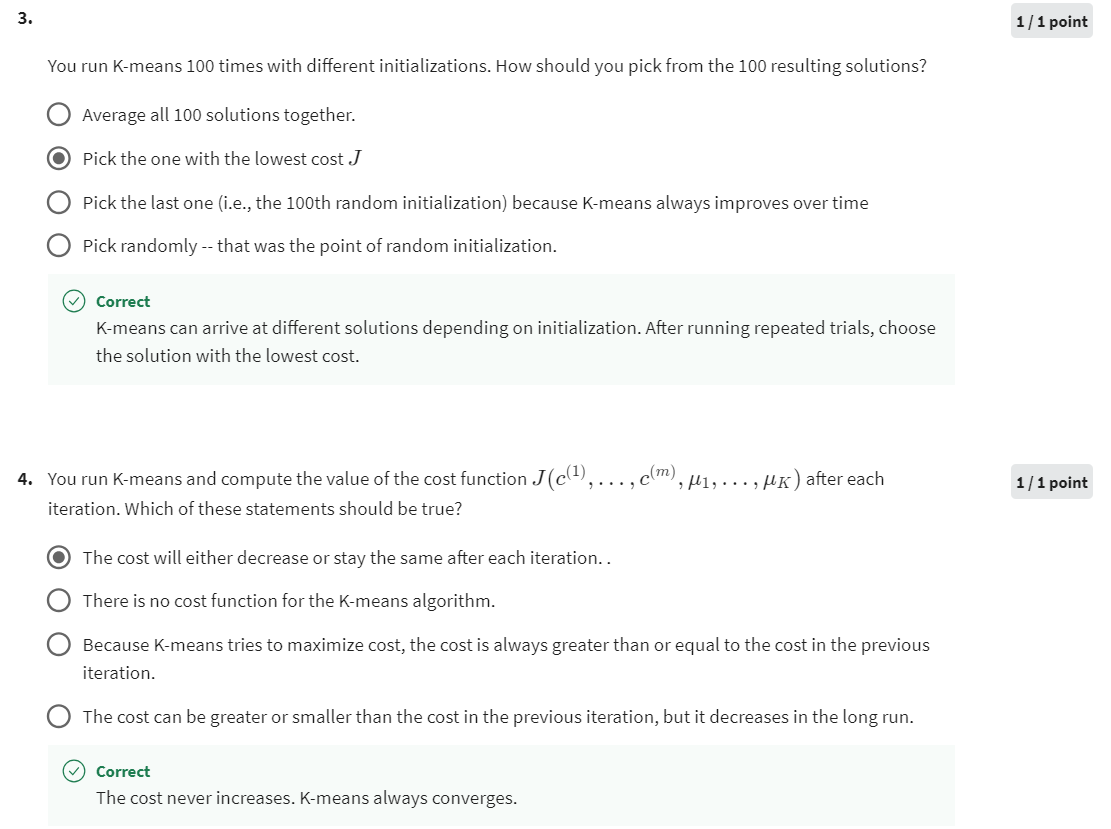 3.
1 / 1 point
You run K-means 100 times with different initializations. How should you pick from the 100 resulting solutions?
Average all 100 solutions together.
Pick the one with the lowest cost J
Pick the last one (i.e., the 100th random initialization) because K-means always improves over time
Pick randomly -- that was the point of random initialization.
Correct
K-means can arrive at different solutions depending on initialization. After running repeated trials, choose
the solution with the lowest cost.
4. You run K-means and compute the value of the cost function J(c^(1), . . . , c^(m), μ_1, . . . , μ_K) after each
1 / 1 point
iteration. Which of these statements should be true?
The cost will either decrease or stay the same after each iteration. .
There is no cost function for the K-means algorithm.
Because K-means tries to maximize cost, the cost is always greater than or equal to the cost in the previous
iteration.
The cost can be greater or smaller than the cost in the previous iteration, but it decreases in the long run.
Correct
The cost never increases. K-means always converges.